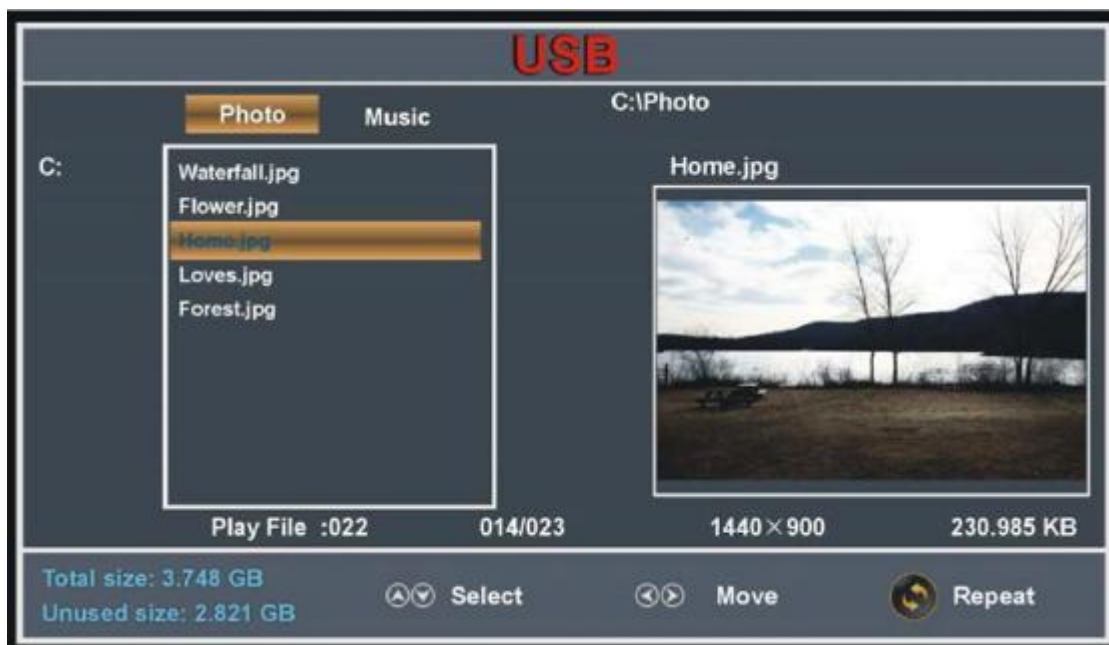 USB
Photo Music C:\Photo
C: Home.jpg
Waterfall.jpg
Flower.jpg
Home.jpg
Loves.jpg
Forest.jpg
Play File :022 014/023 1440×900 230.985 KB
Total size: 3.748 GB
Unused size: 2.821 GB
Select Move Repeat